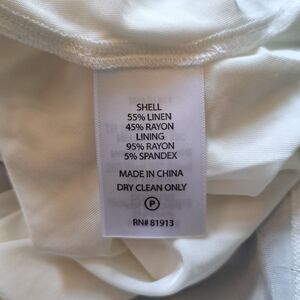 SHELL
55% LINEN
45% RAYON
LINING
95% RAYON
5% SPANDEX
MADE IN CHINA
DRY CLEAN ONLY
P
RN# 81913